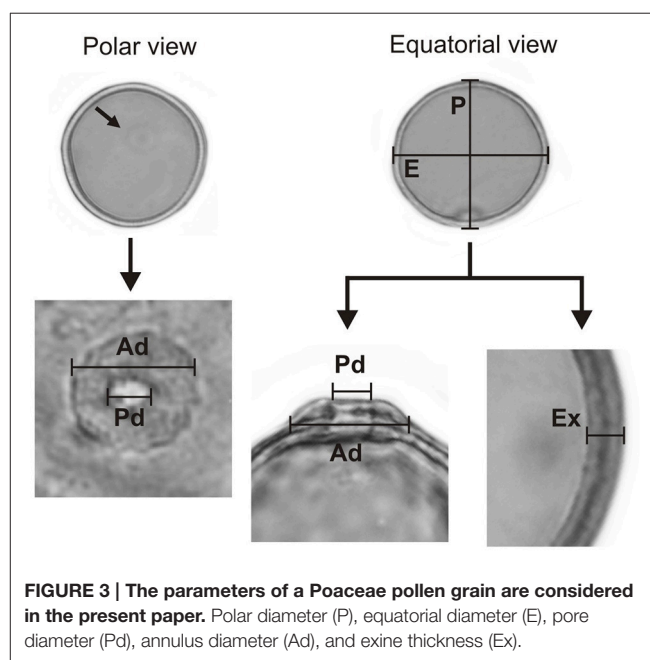 Polar view
Equatorial view
P
E
Ad
Pd
Pd
Ad
Ex
FIGURE 3 | The parameters of a Poaceae pollen grain are considered
in the present paper. Polar diameter (P), equatorial diameter (E), pore
diameter (Pd), annulus diameter (Ad), and exine thickness (Ex).